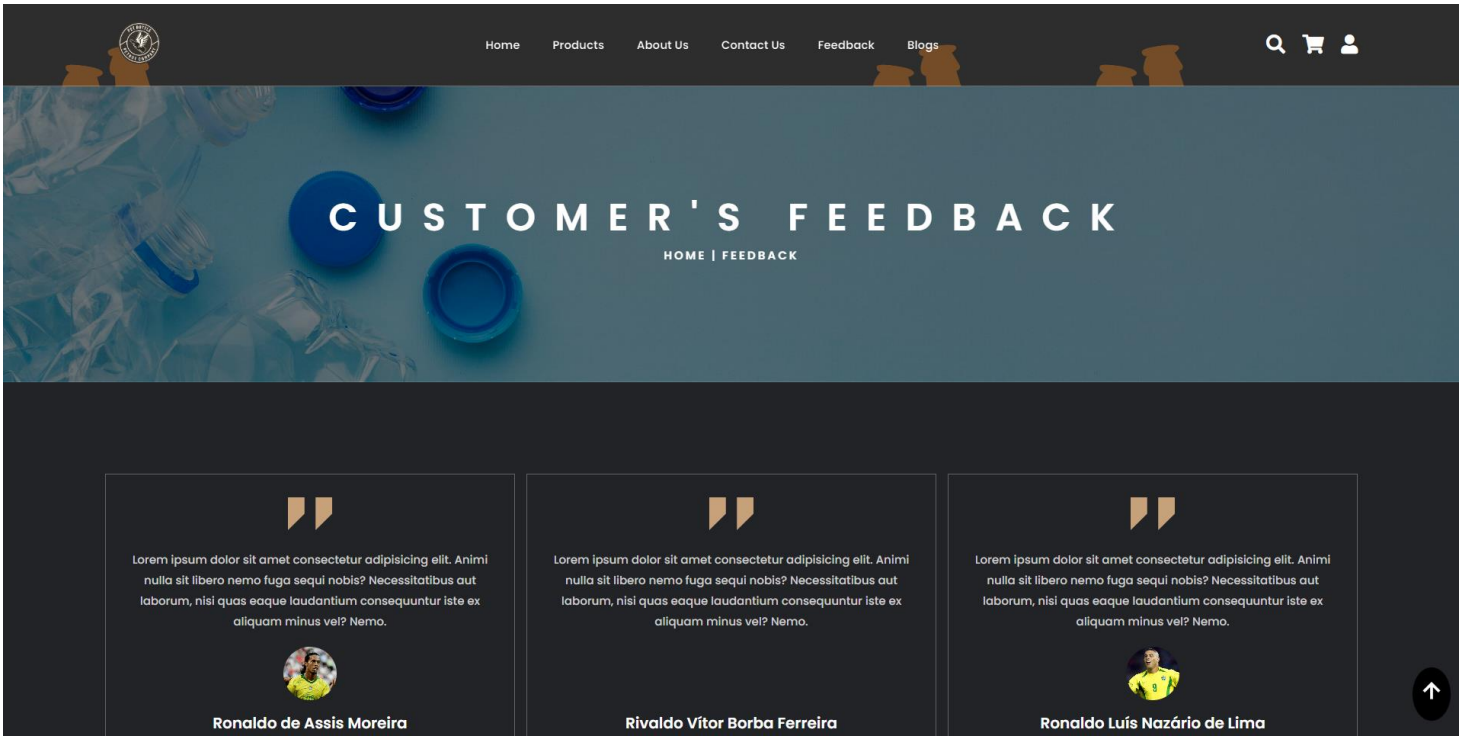 PET BOTTLE
Home Products About Us Contact Us Feedback Blogs
CUSTOMER'S FEEDBACK
HOME | FEEDBACK
Lorem ipsum dolor sit amet consectetur adipisicing elit. Animi
nulla sit libero nemo fuga sequi nobis? Necessitatibus aut
laborum, nisi quas eaque laudantium consequuntur iste ex
aliquam minus vel? Nemo.
Ronaldo de Assis Moreira
Lorem ipsum dolor sit amet consectetur adipisicing elit. Animi
nulla sit libero nemo fuga sequi nobis? Necessitatibus aut
laborum, nisi quas eaque laudantium consequuntur iste ex
aliquam minus vel? Nemo.
Rivaldo Vítor Borba Ferreira
Lorem ipsum dolor sit amet consectetur adipisicing elit. Animi
nulla sit libero nemo fuga sequi nobis? Necessitatibus aut
laborum, nisi quas eaque laudantium consequuntur iste ex
aliquam minus vel? Nemo.
9
Ronaldo Luís Nazário de Lima